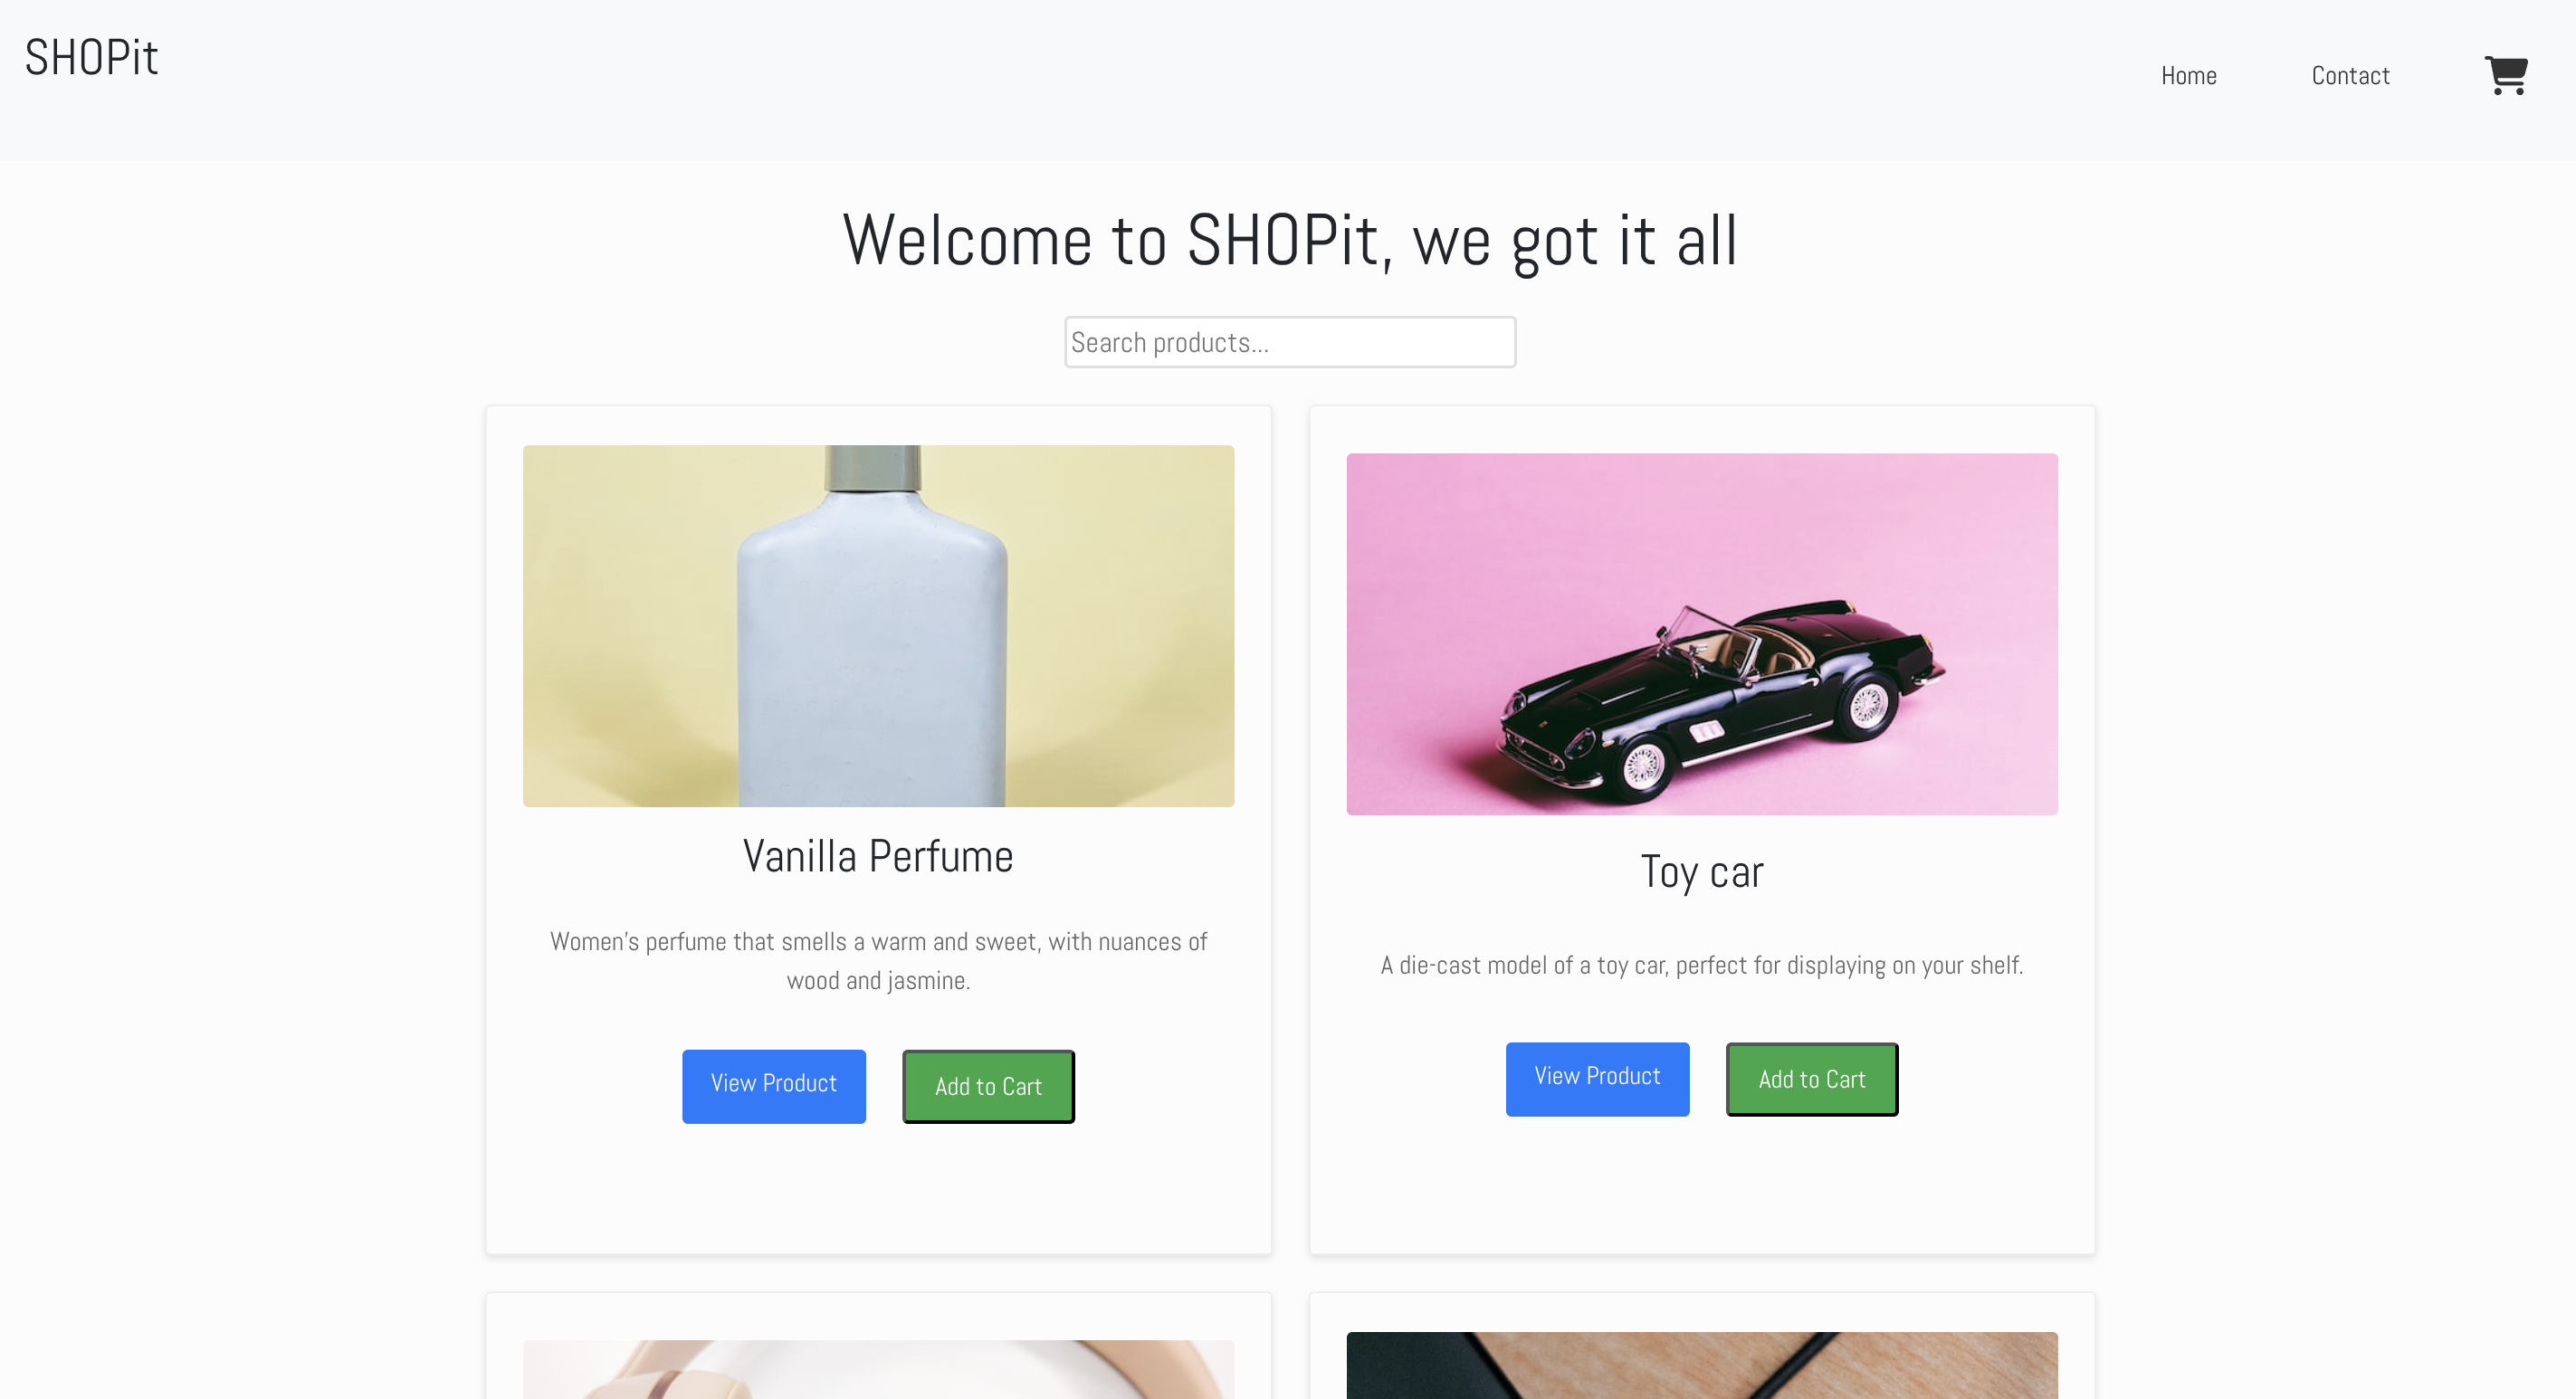 SHOPit
Home
Contact
Welcome to SHOPit, we got it all
Search products...
Vanilla Perfume
Women's perfume that smells a warm and sweet, with nuances of
wood and jasmine.
View Product
Add to Cart
Toy car
A die-cast model of a toy car, perfect for displaying on your shelf.
View Product
Add to Cart